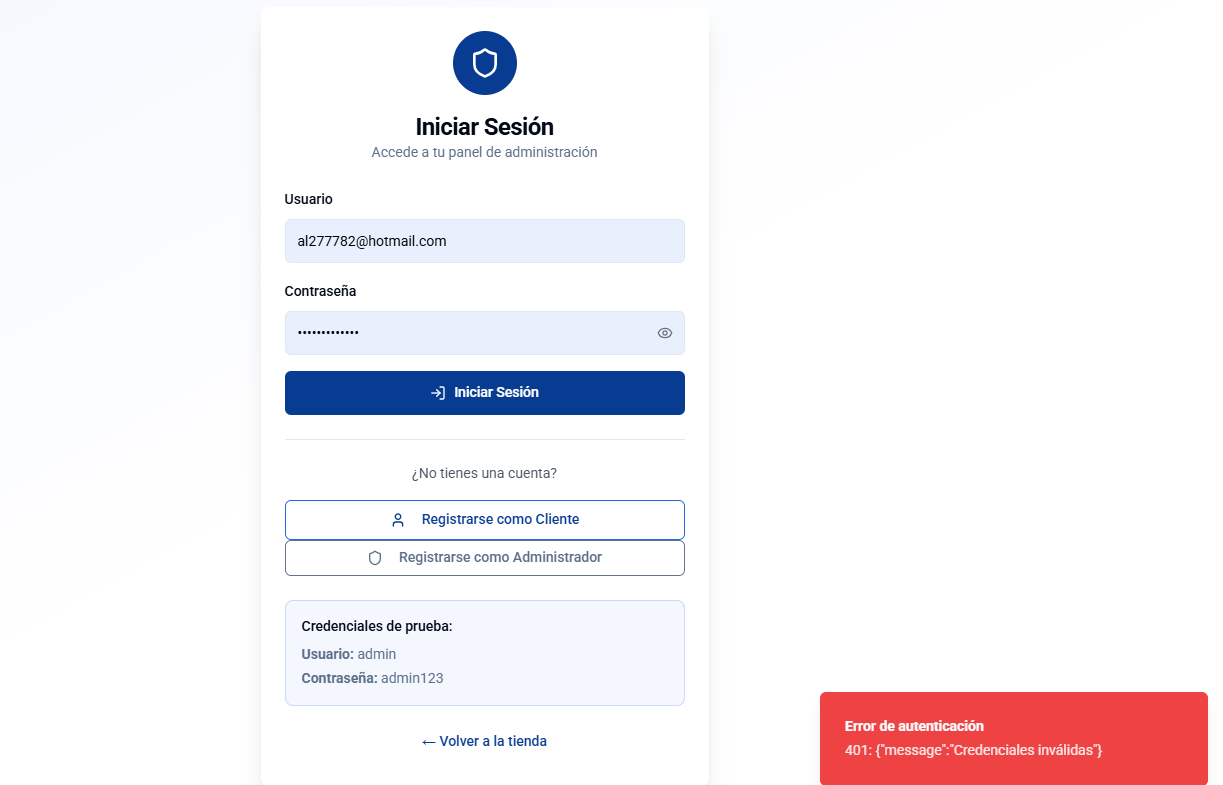 Iniciar Sesión
Accede a tu panel de administración
Usuario
al277782@hotmail.com
Contraseña
•••••••••••••
Iniciar Sesión
¿No tienes una cuenta?
Registrarse como Cliente
Registrarse como Administrador
Credenciales de prueba:
Usuario: admin
Contraseña: admin123
← Volver a la tienda
Error de autenticación
401: {"message":"Credenciales inválidas"}